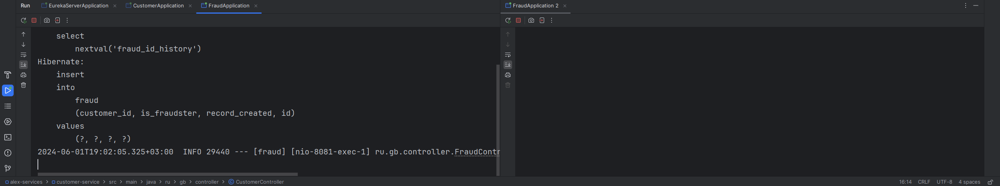 Run EurekaServerApplication CustomerApplication FraudApplication FraudApplication 2
select
nextval('fraud_id_history')
Hibernate:
insert
into
fraud
(customer_id, is_fraudster, record_created, id)
values
(?, ?, ?, ?)
2024-06-01T19:02:05.325+03:00  INFO 29440 --- [fraud] [nio-8081-exec-1] ru.gb.controller.FraudContr
alex-services > customer-service > src > main > java > ru > gb > controller > CustomerController 16:14 CRLF UTF-8 4 spaces